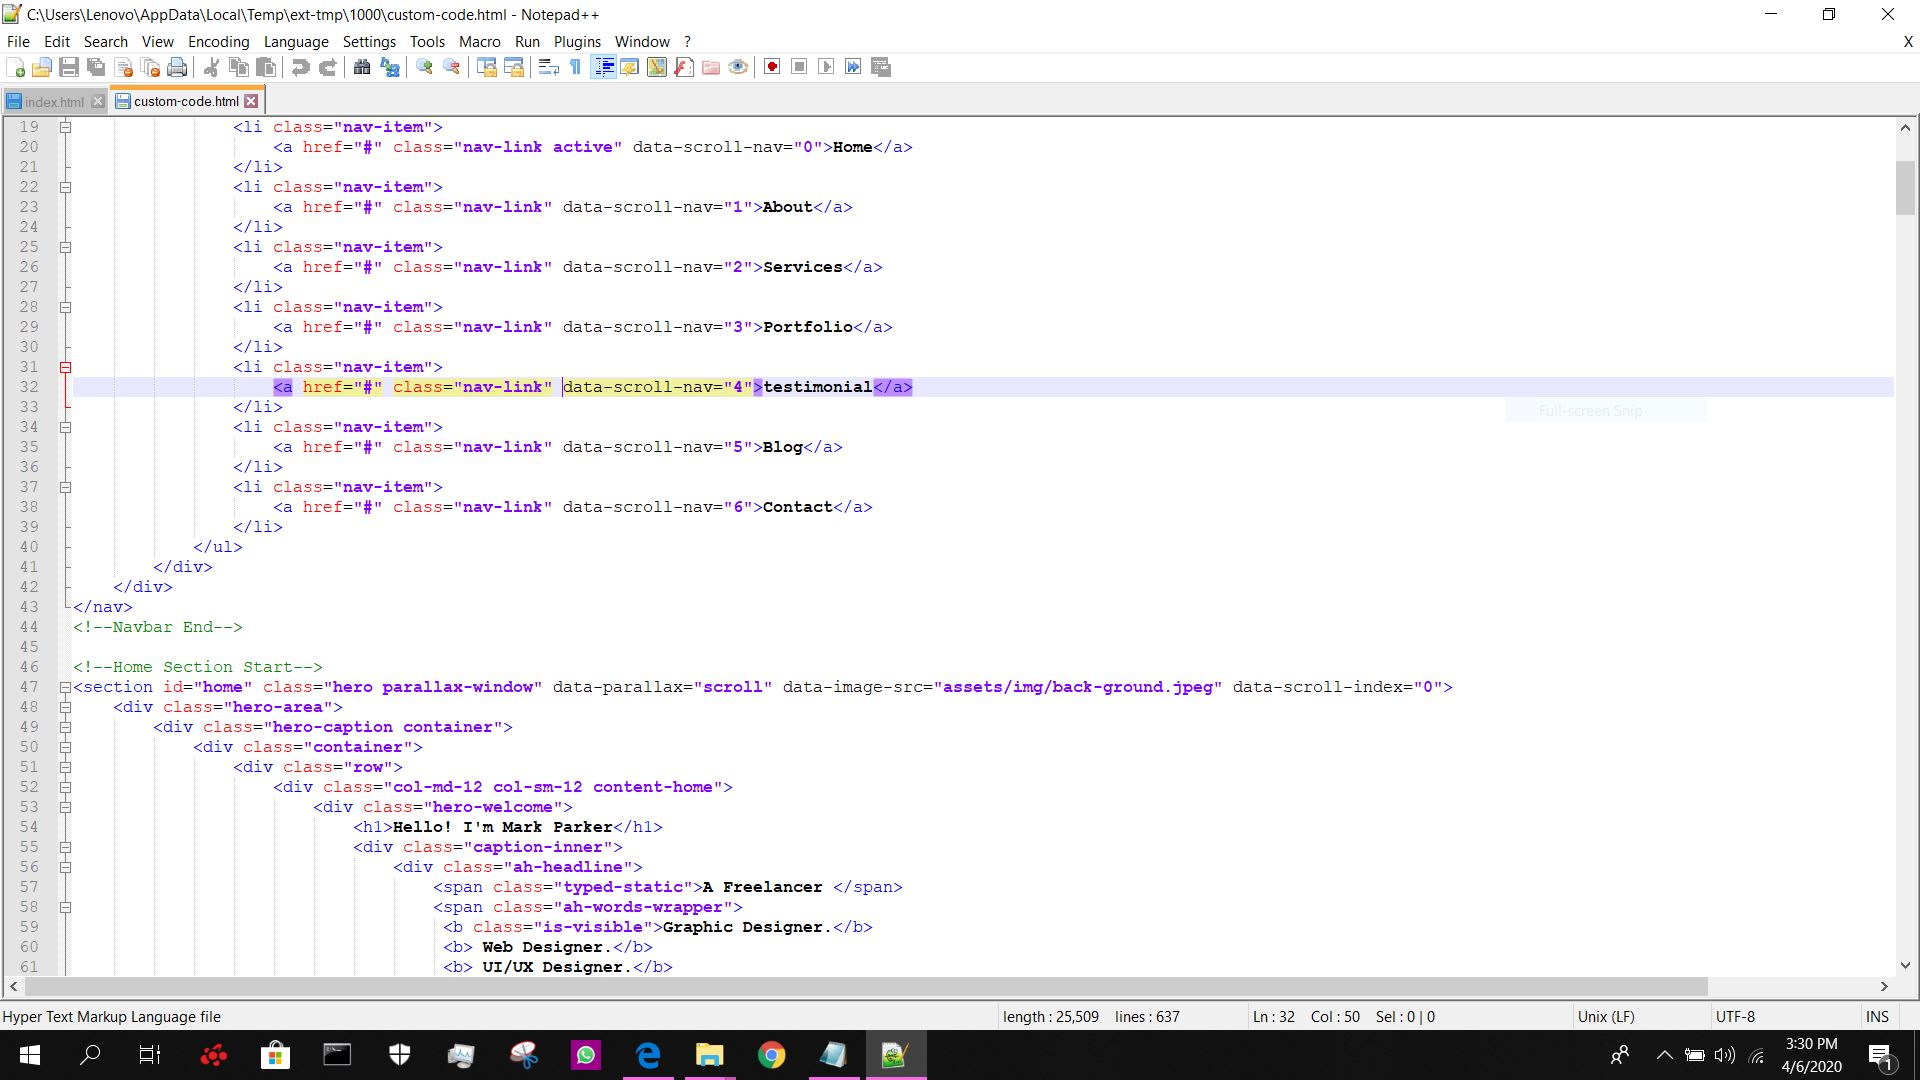 C:\Users\Lenovo\AppData\Local\Temp\ext-tmp\1000\custom-code.html - Notepad++
File Edit Search View Encoding Language Settings Tools Macro Run Plugins Window ? X
index.html custom-code.html
19 <li class="nav-item">
20 <a href="#" class="nav-link active" data-scroll-nav="0">Home</a>
21 </li>
22 <li class="nav-item">
23 <a href="#" class="nav-link" data-scroll-nav="1">About</a>
24 </li>
25 <li class="nav-item">
26 <a href="#" class="nav-link" data-scroll-nav="2">Services</a>
27 </li>
28 <li class="nav-item">
29 <a href="#" class="nav-link" data-scroll-nav="3">Portfolio</a>
30 </li>
31 <li class="nav-item">
32 <a href="#" class="nav-link" data-scroll-nav="4">testimonial</a>
33 </li>
Full-screen Snip
34 <li class="nav-item">
35 <a href="#" class="nav-link" data-scroll-nav="5">Blog</a>
36 </li>
37 <li class="nav-item">
38 <a href="#" class="nav-link" data-scroll-nav="6">Contact</a>
39 </li>
40 </ul>
41 </div>
42 </div>
43 </nav>
44 <!--Navbar End-->
45
46 <!--Home Section Start-->
47 <section id="home" class="hero parallax-window" data-parallax="scroll" data-image-src="assets/img/back-ground.jpeg" data-scroll-index="0">
48 <div class="hero-area">
49 <div class="hero-caption container">
50 <div class="container">
51 <div class="row">
52 <div class="col-md-12 col-sm-12 content-home">
53 <div class="hero-welcome">
54 <h1>Hello! I'm Mark Parker</h1>
55 <div class="caption-inner">
56 <div class="ah-headline">
57 <span class="typed-static">A Freelancer </span>
58 <span class="ah-words-wrapper">
59 <b class="is-visible">Graphic Designer.</b>
60 <b> Web Designer.</b>
61 <b> UI/UX Designer.</b>
Hyper Text Markup Language file length : 25,509 lines : 637 Ln : 32 Col : 50 Sel : 0 | 0 Unix (LF) UTF-8 INS
3:30 PM
4/6/2020
1